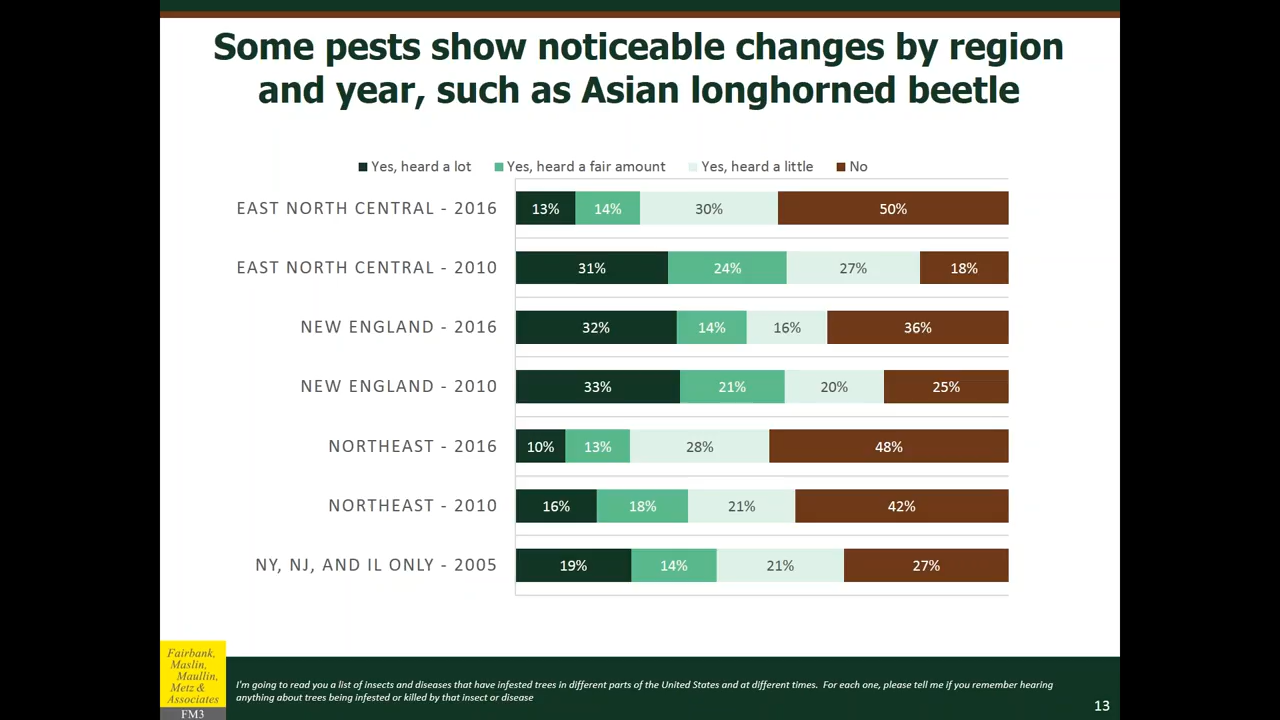 Some pests show noticeable changes by region
and year, such as Asian longhorned beetle
Yes, heard a lot Yes, heard a fair amount Yes, heard a little No
EAST NORTH CENTRAL - 2016 13% 14% 30% 50%
EAST NORTH CENTRAL - 2010 31% 24% 27% 18%
NEW ENGLAND - 2016 32% 14% 16% 36%
NEW ENGLAND - 2010 33% 21% 20% 25%
NORTHEAST - 2016 10% 13% 28% 48%
NORTHEAST - 2010 16% 18% 21% 42%
NY, NJ, AND IL ONLY - 2005 19% 14% 21% 27%
Fairbank,
Maslin,
Maullin,
Metz &
Associates
FM3
I'm going to read you a list of insects and diseases that have infested trees in different parts of the United States and at different times. For each one, please tell me if you remember hearing
anything about trees being infested or killed by that insect or disease
13